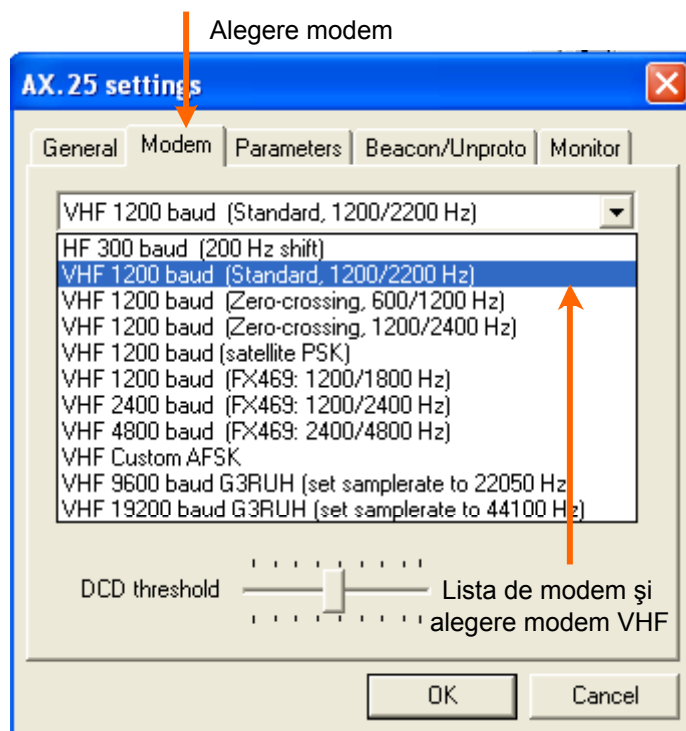 Alegere modem
AX.25 settings
General Modem Parameters Beacon/Unproto Monitor
VHF 1200 baud (Standard, 1200/2200 Hz)
HF 300 baud (200 Hz shift)
VHF 1200 baud (Standard, 1200/2200 Hz)
VHF 1200 baud (Zero-crossing, 600/1200 Hz)
VHF 1200 baud (Zero-crossing, 1200/2400 Hz)
VHF 1200 baud (satellite PSK)
VHF 1200 baud (FX469: 1200/1800 Hz)
VHF 2400 baud (FX469: 1200/2400 Hz)
VHF 4800 baud (FX469: 2400/4800 Hz)
VHF Custom AFSK
VHF 9600 baud G3RUH (set samplerate to 22050 Hz)
VHF 19200 baud G3RUH (set samplerate to 44100 Hz)
DCD threshold
Lista de modem şi
alegere modem VHF
OK Cancel